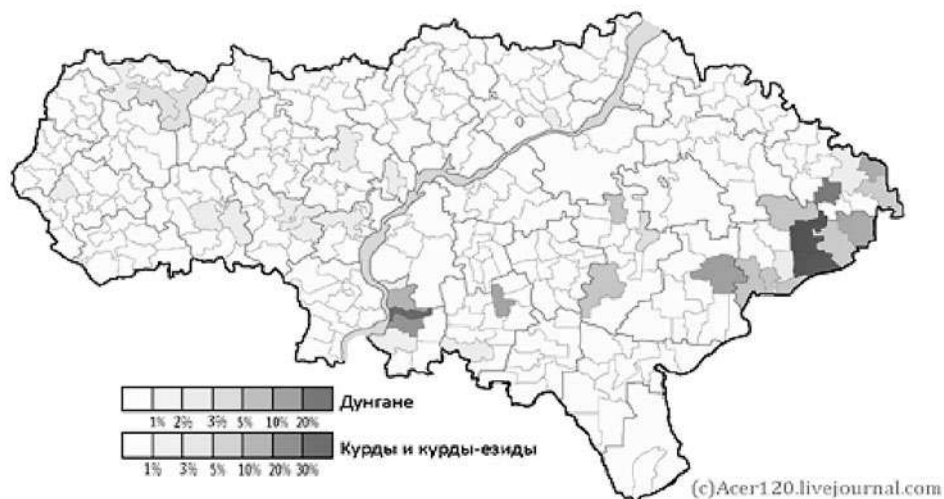 1% 2% 3% 5% 10% 20%
Дунгане
1% 3% 5% 10% 20% 30%
Курды и курды-езиды
(c)Acer120.livejournal.com